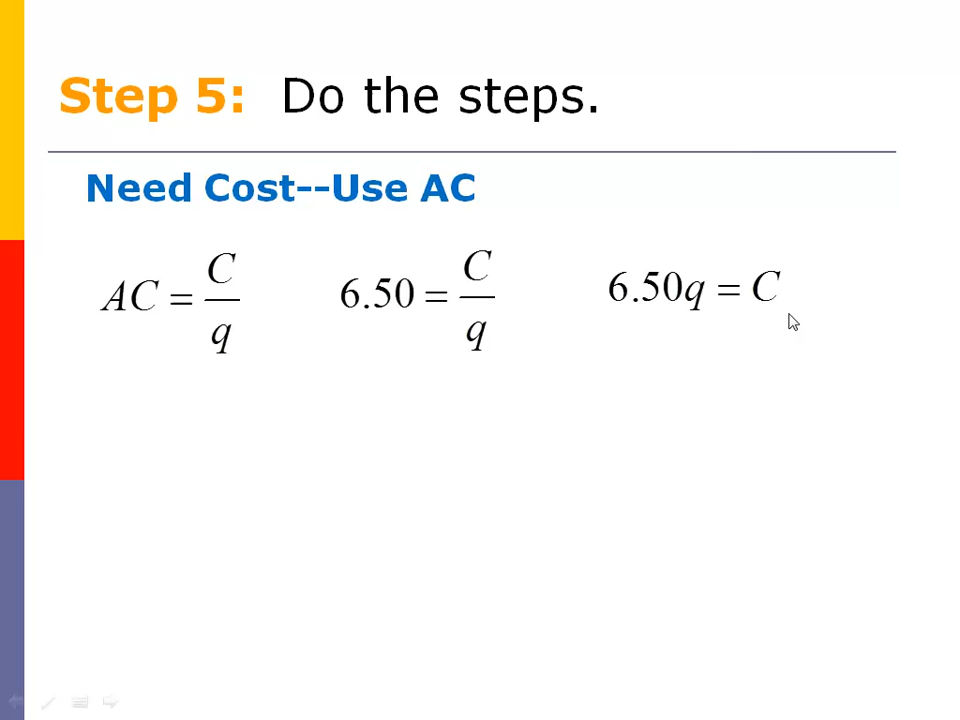 Step 5: Do the steps.
Need Cost--Use AC
AC = C/q
6.50 = C/q
6.50q = C